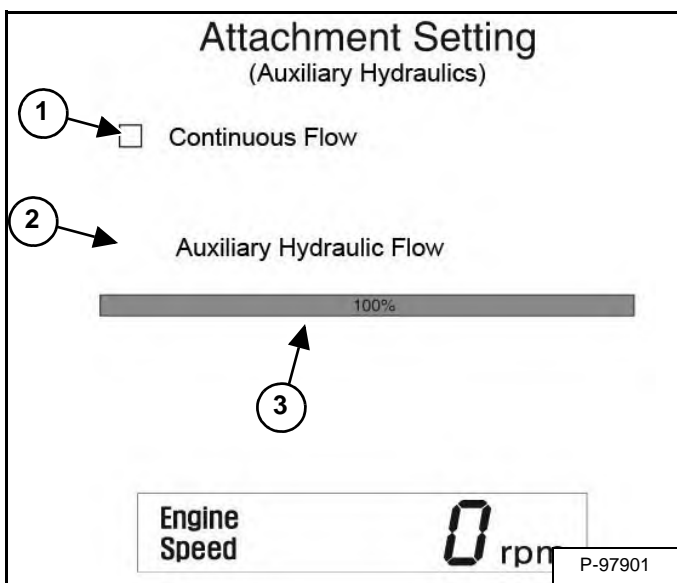 Attachment Setting
(Auxiliary Hydraulics)
1
Continuous Flow
2
Auxiliary Hydraulic Flow
100%
3
Engine
Speed
0 rpm
P-97901